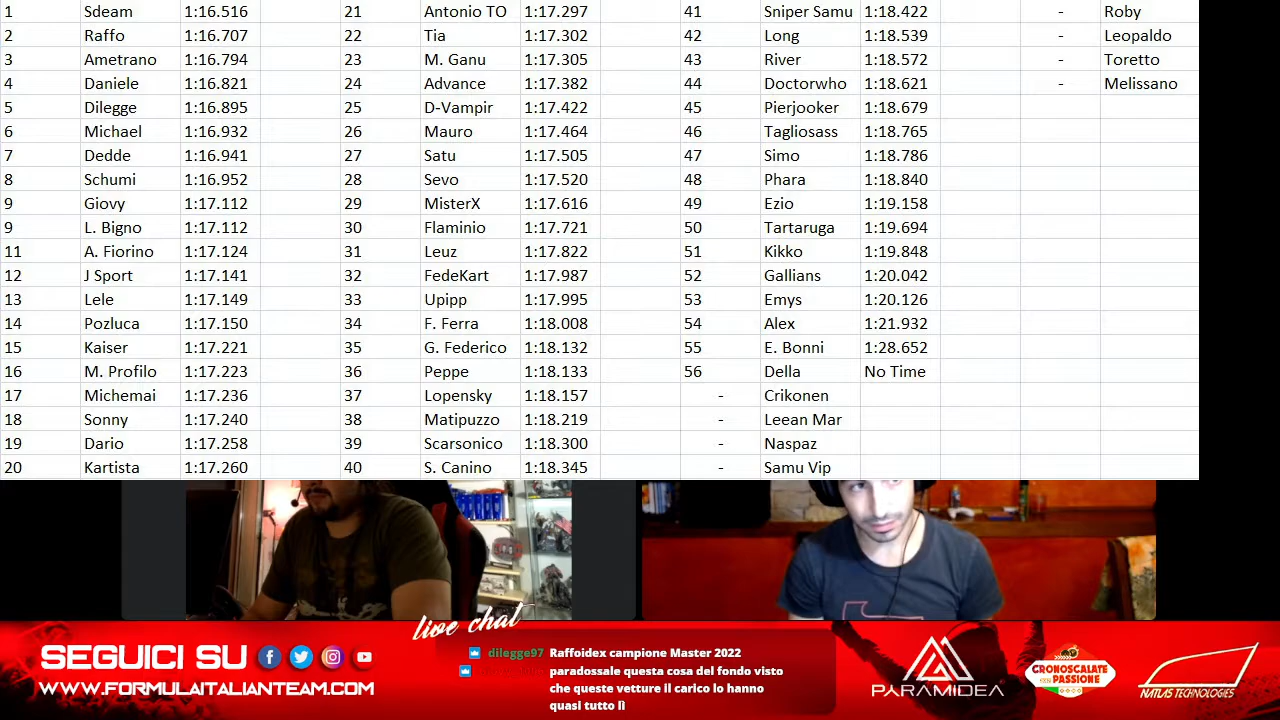 1 Sdeam 1:16.516 21 Antonio TO 1:17.297 41 Sniper Samu 1:18.422 - Roby
2 Raffo 1:16.707 22 Tia 1:17.302 42 Long 1:18.539 - Leopaldo
3 Ametrano 1:16.794 23 M. Ganu 1:17.305 43 River 1:18.572 - Toretto
4 Daniele 1:16.821 24 Advance 1:17.382 44 Doctorwho 1:18.621 - Melissano
5 Dilegge 1:16.895 25 D-Vampir 1:17.422 45 Pierjooker 1:18.679
6 Michael 1:16.932 26 Mauro 1:17.464 46 Tagliosass 1:18.765
7 Dedde 1:16.941 27 Satu 1:17.505 47 Simo 1:18.786
8 Schumi 1:16.952 28 Sevo 1:17.520 48 Phara 1:18.840
9 Giovy 1:17.112 29 MisterX 1:17.616 49 Ezio 1:19.158
9 L. Bigno 1:17.112 30 Flaminio 1:17.721 50 Tartaruga 1:19.694
11 A. Fiorino 1:17.124 31 Leuz 1:17.822 51 Kikko 1:19.848
12 J Sport 1:17.141 32 FedeKart 1:17.987 52 Gallians 1:20.042
13 Lele 1:17.149 33 Upipp 1:17.995 53 Emys 1:20.126
14 Pozluca 1:17.150 34 F. Ferra 1:18.008 54 Alex 1:21.932
15 Kaiser 1:17.221 35 G. Federico 1:18.132 55 E. Bonni 1:28.652
16 M. Profilo 1:17.223 36 Peppe 1:18.133 56 Della No Time
17 Michemai 1:17.236 37 Lopensky 1:18.157 - Crikonen
18 Sonny 1:17.240 38 Matipuzzo 1:18.219 - Leean Mar
19 Dario 1:17.258 39 Scarsonico 1:18.300 - Naspaz
20 Kartista 1:17.260 40 S. Canino 1:18.345 - Samu Vip
live chat
SEGUICI SU
WWW.FORMULAITALIANTEAM.COM
dilegge97 Raffoidex campione Master 2022
paradossale questa cosa del fondo visto
che queste vetture il carico lo hanno
quasi tutto lì
PARAMIDEA
CRONOSCALATE
PASSIONE
NATLAS TECHNOLOGIES